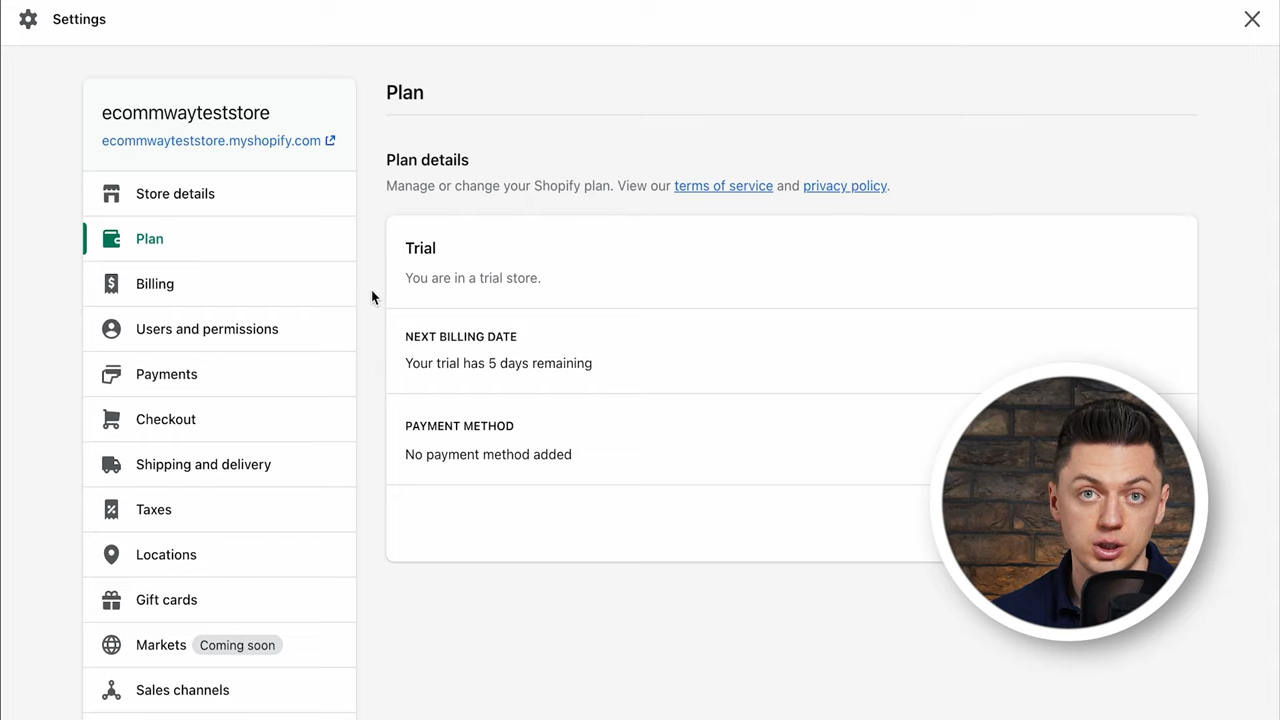 Settings
ecommwayteststore
ecommwayteststore.myshopify.com
Store details
Plan
Billing
Users and permissions
Payments
Checkout
Shipping and delivery
Taxes
Locations
Gift cards
Markets Coming soon
Sales channels
Plan
Plan details
Manage or change your Shopify plan. View our terms of service and privacy policy.
Trial
You are in a trial store.
NEXT BILLING DATE
Your trial has 5 days remaining
PAYMENT METHOD
No payment method added